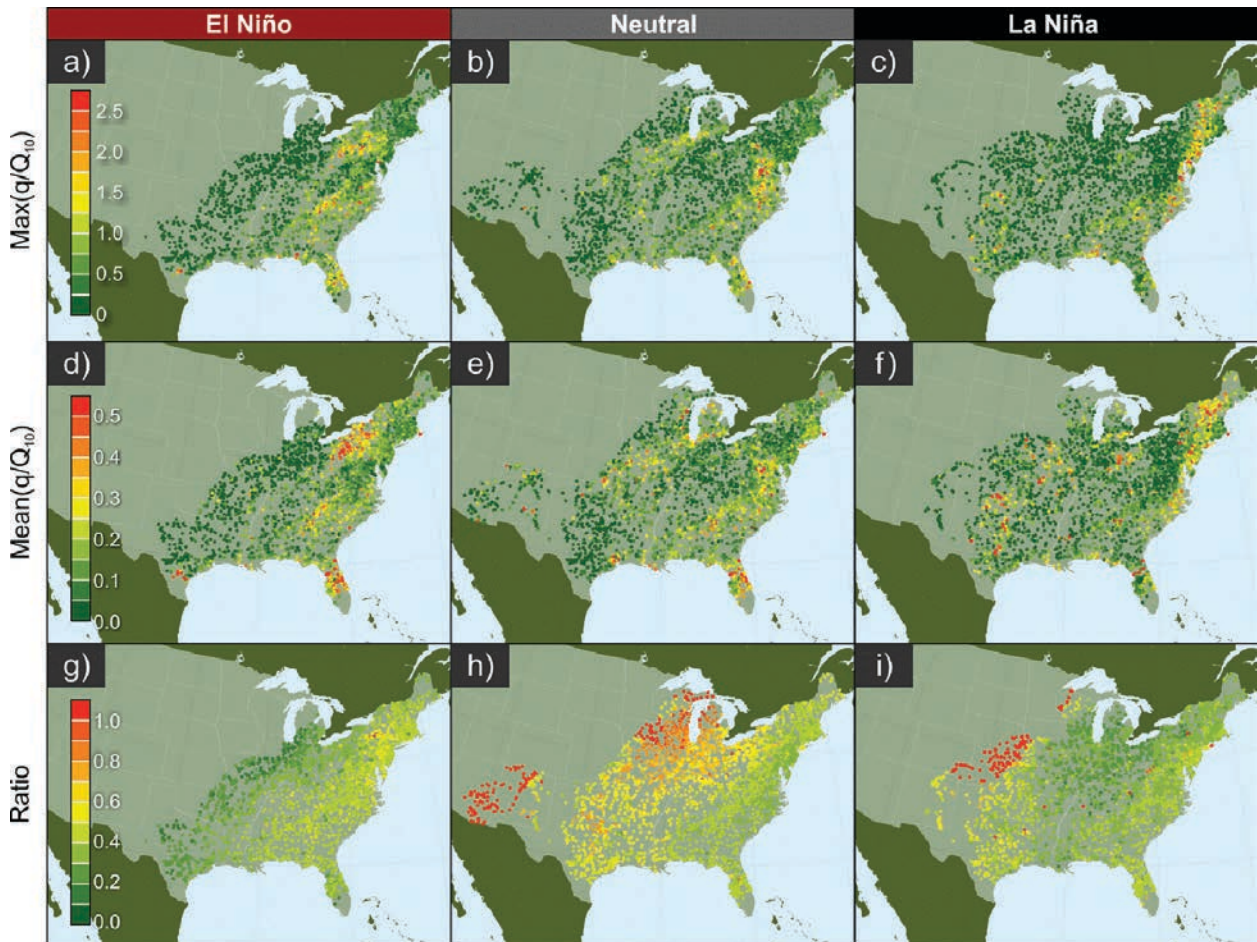 El Niño
Neutral
La Niña
a)
b)
c)
Max(q/Q₁₀)
2.5
2.0
1.5
1.0
0.5
0
d)
e)
f)
Mean(q/Q₁₀)
0.5
0.4
0.3
0.2
0.1
0.0
g)
h)
i)
Ratio
1.0
0.8
0.6
0.4
0.2
0.0